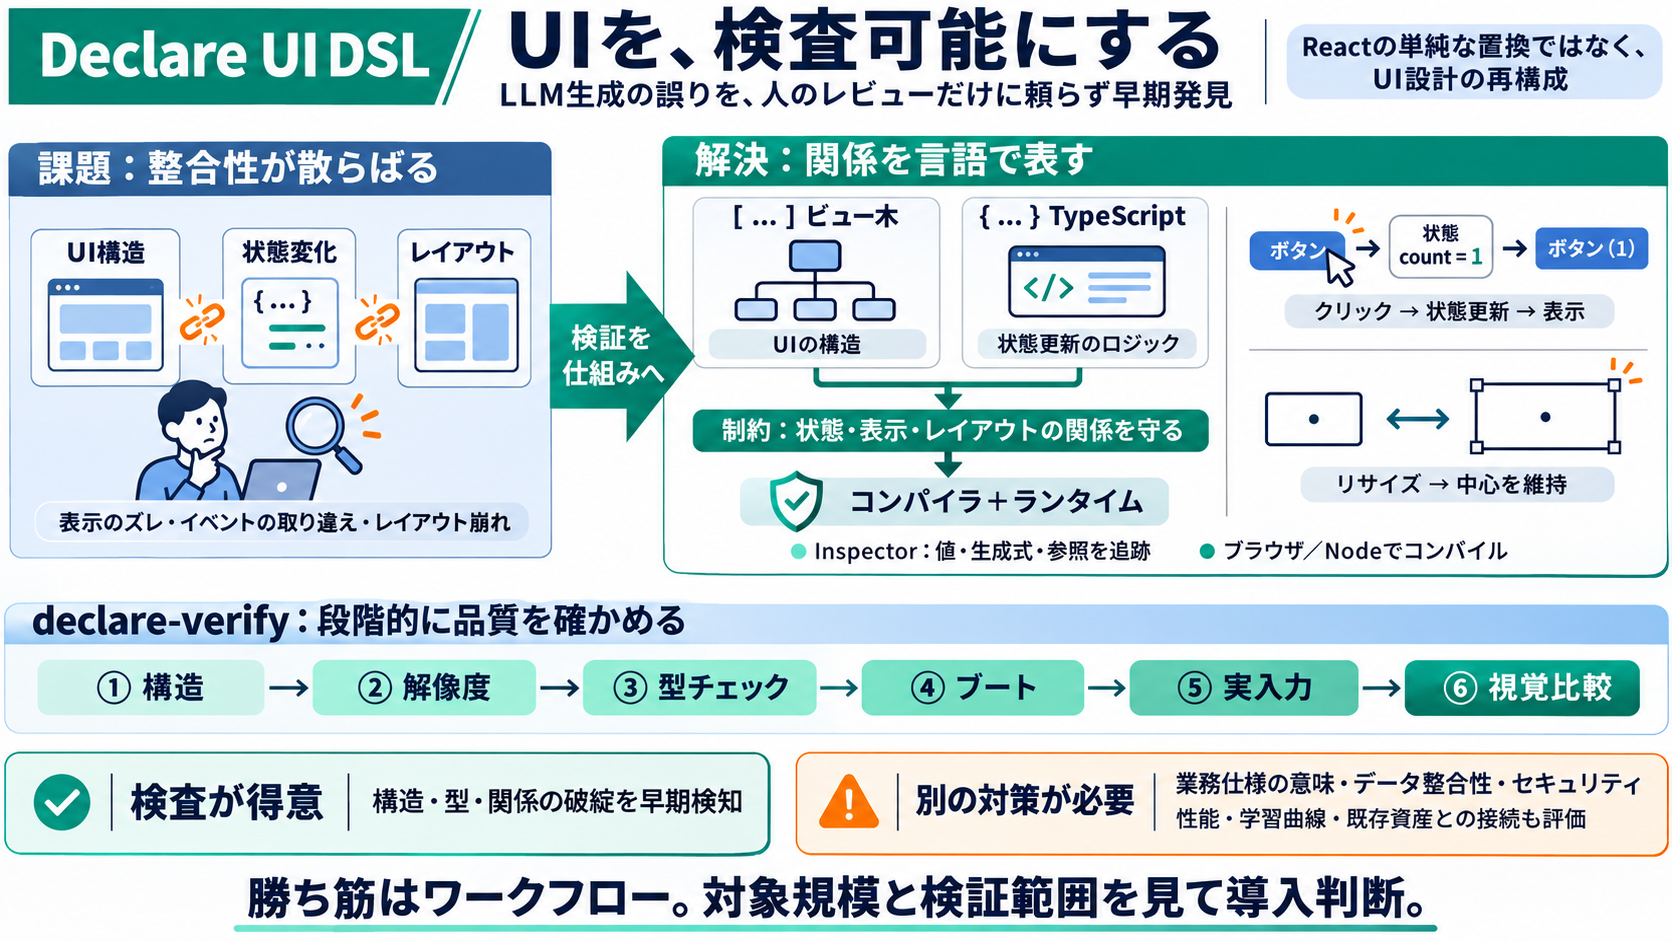 Declare UI DSL
UIを、検査可能にする
LLM生成の誤りを、人のレビューだけに頼らず早期発見
Reactの単純な置換ではなく、
UI設計の再構成
課題：整合性が散らばる
UI構造
状態変化
{ ... }
レイアウト
表示のズレ・イベントの取り違え・レイアウト崩れ
検証を
仕組みへ
解決：関係を言語で表す
[ ... ] ビュー木
UIの構造
{ ... } TypeScript
</>
状態更新のロジック
制約：状態・表示・レイアウトの関係を守る
コンパイラ＋ランタイム
Inspector：値・生成式・参照を追跡
ブラウザ／Nodeでコンパイル
ボタン
状態
count = 1
ボタン（1）
クリック → 状態更新 → 表示
リサイズ → 中心を維持
declare-verify：段階的に品質を確かめる
① 構造
② 解像度
③ 型チェック
④ ブート
⑤ 実入力
⑥ 視覚比較
検査が得意
構造・型・関係の破綻を早期検知
別の対策が必要
業務仕様の意味・データ整合性・セキュリティ
性能・学習曲線・既存資産との接続も評価
勝ち筋はワークフロー。対象規模と検証範囲を見て導入判断。